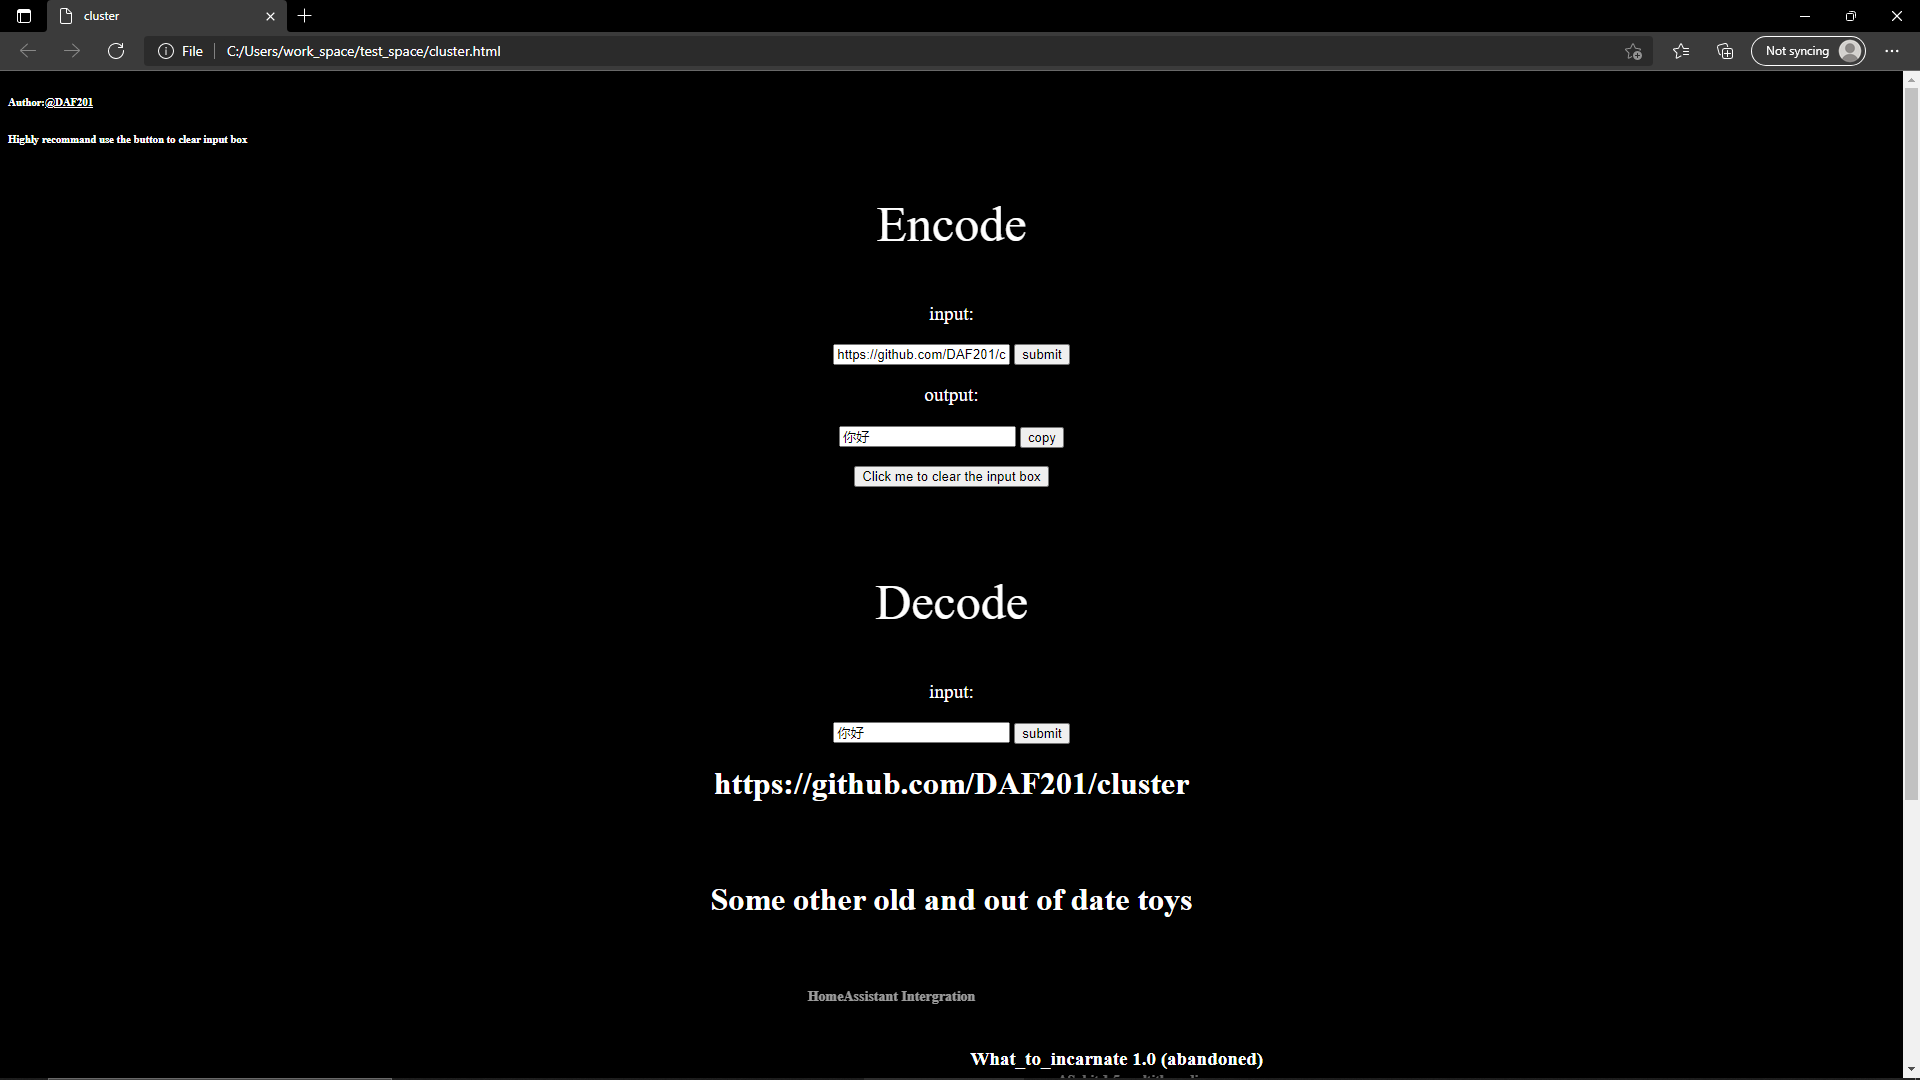 cluster
File
C:/Users/work_space/test_space/cluster.html
Not syncing
Author:@DAF201
Highly recommand use the button to clear input box
Encode
input:
https://github.com/DAF201/c submit
output:
你好 copy
Click me to clear the input box
Decode
input:
你好 submit
https://github.com/DAF201/cluster
Some other old and out of date toys
HomeAssistant Intergration
What_to_incarnate 1.0 (abandoned)